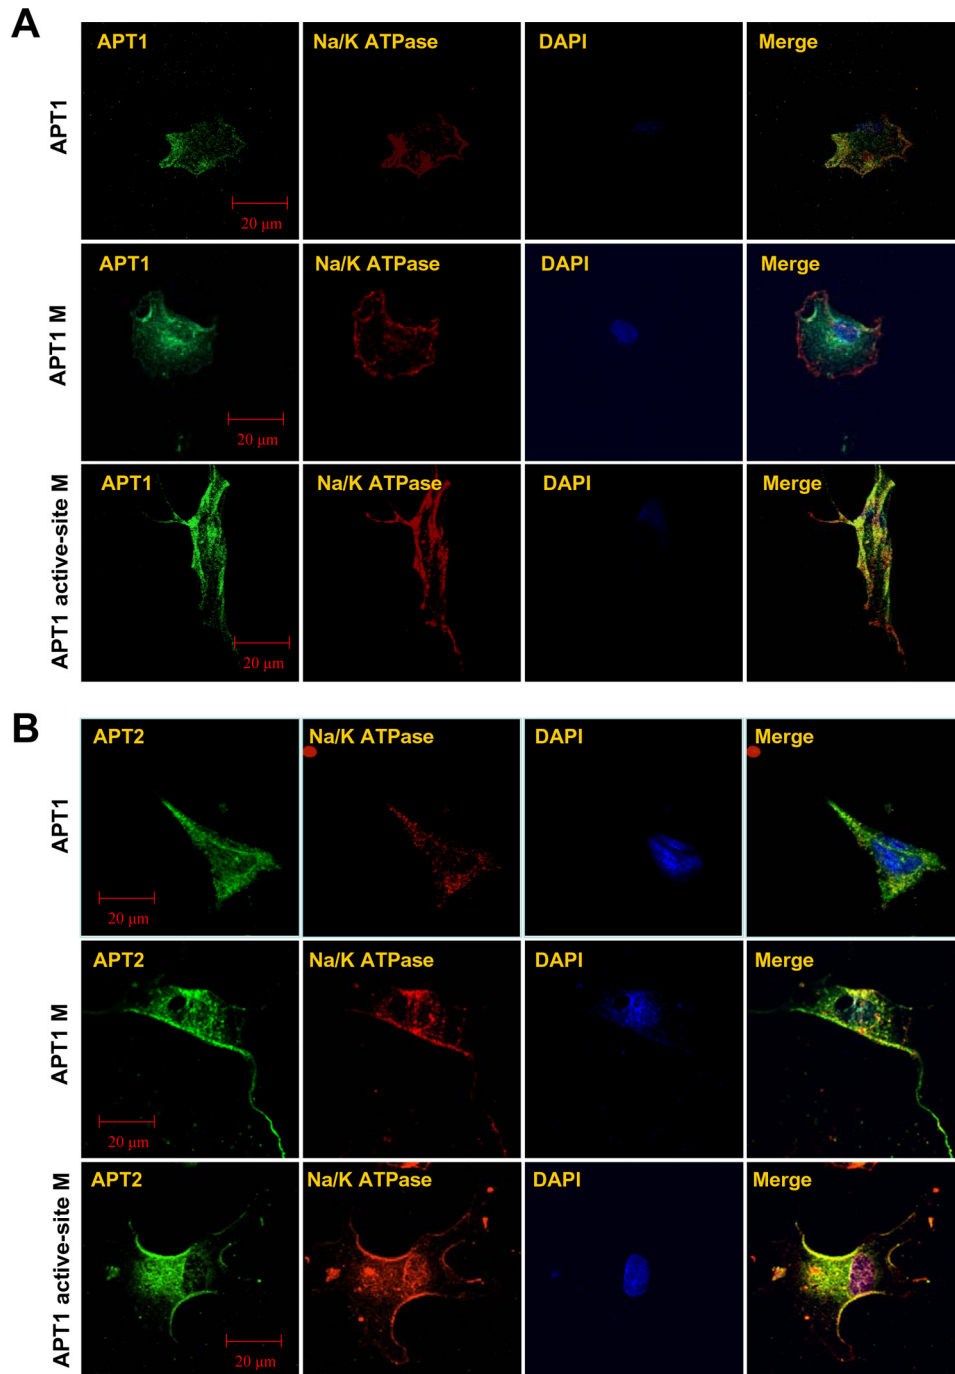 A
APT1 Na/K ATPase DAPI Merge
APT1
20 µm
APT1 Na/K ATPase DAPI Merge
APT1 M
20 µm
APT1 Na/K ATPase DAPI Merge
APT1 active-site M
20 µm
B
APT2 Na/K ATPase DAPI Merge
APT1
20 µm
APT2 Na/K ATPase DAPI Merge
APT1 M
20 µm
APT2 Na/K ATPase DAPI Merge
APT1 active-site M
20 µm